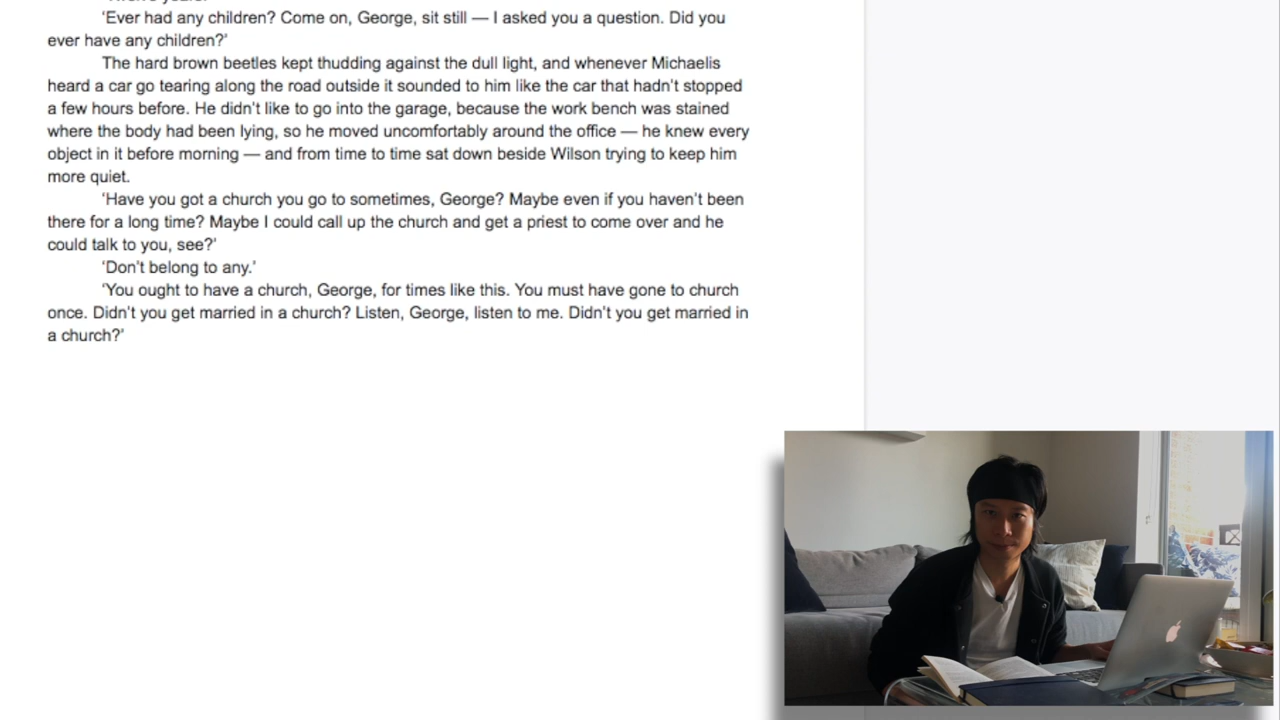 ‘Ever had any children? Come on, George, sit still — I asked you a question. Did you
ever have any children?’
The hard brown beetles kept thudding against the dull light, and whenever Michaelis
heard a car go tearing along the road outside it sounded to him like the car that hadn’t stopped
a few hours before. He didn’t like to go into the garage, because the work bench was stained
where the body had been lying, so he moved uncomfortably around the office — he knew every
object in it before morning — and from time to time sat down beside Wilson trying to keep him
more quiet.
‘Have you got a church you go to sometimes, George? Maybe even if you haven’t been
there for a long time? Maybe I could call up the church and get a priest to come over and he
could talk to you, see?’
‘Don’t belong to any.’
‘You ought to have a church, George, for times like this. You must have gone to church
once. Didn’t you get married in a church? Listen, George, listen to me. Didn’t you get married in
a church?’